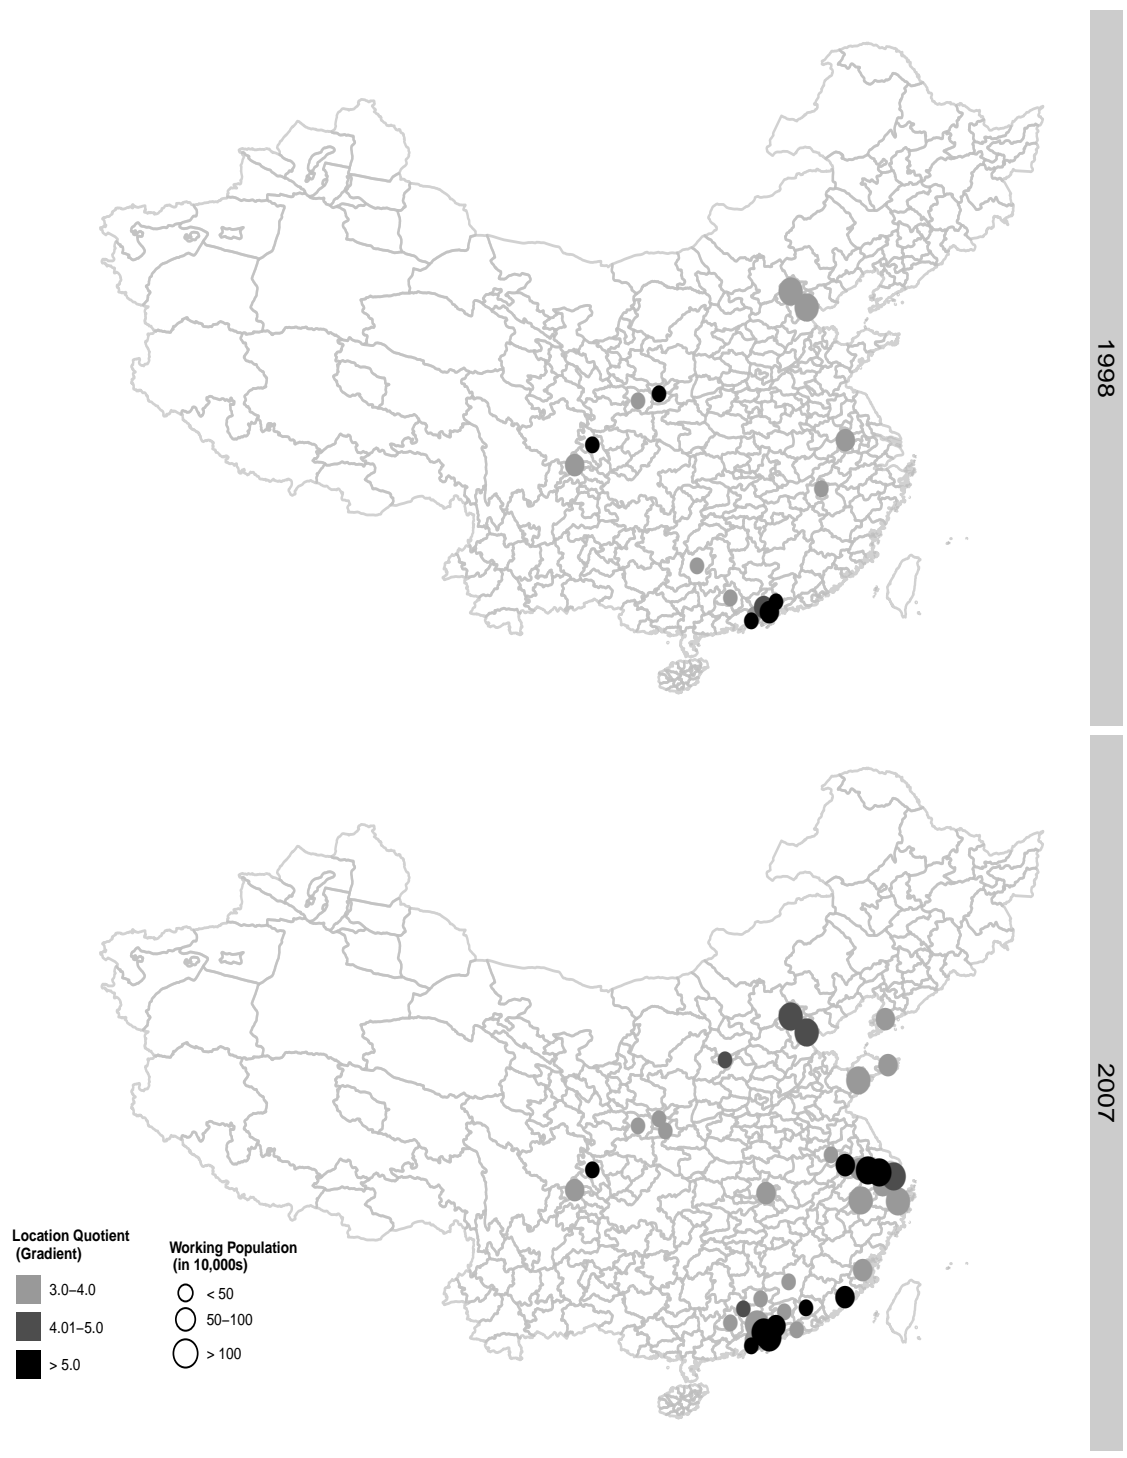 1998
2007
Location Quotient
(Gradient)
3.0–4.0
4.01–5.0
> 5.0
Working Population
(in 10,000s)
< 50
50–100
> 100